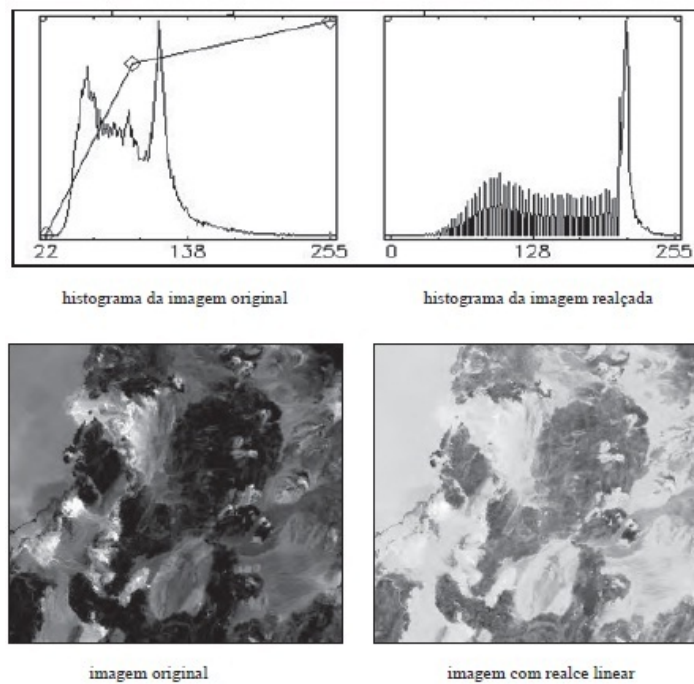 22 138 255 0 128 255
histograma da imagem original histograma da imagem realçada
imagem original imagem com realce linear